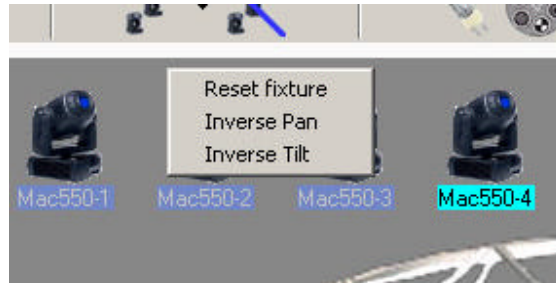 Reset fixture
Inverse Pan
Inverse Tilt
Mac550-1 Mac550-2 Mac550-3 Mac550-4